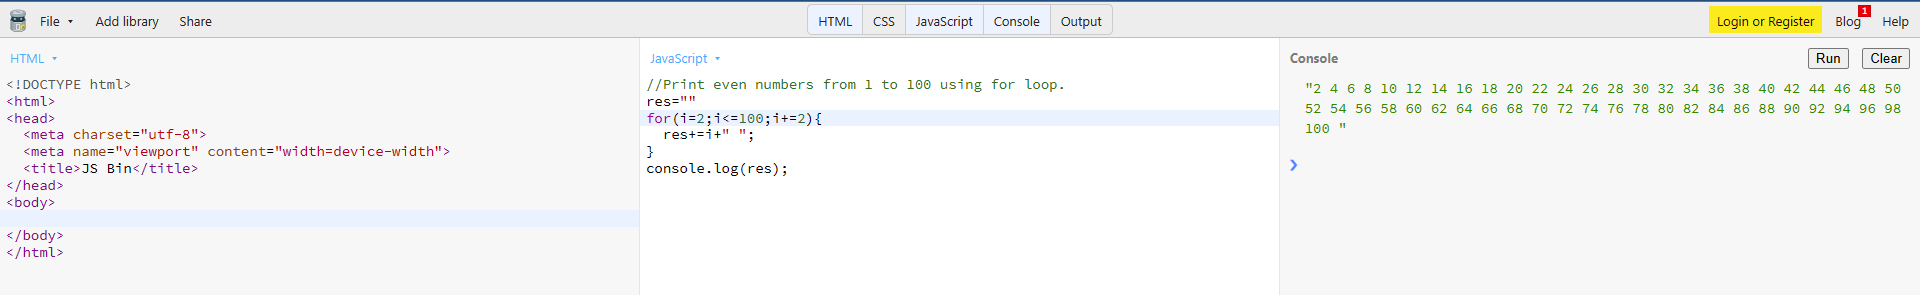 File Add library Share HTML CSS JavaScript Console Output Login or Register Blog 1 Help
HTML
<!DOCTYPE html>
<html>
<head>
  <meta charset="utf-8">
  <meta name="viewport" content="width=device-width">
  <title>JS Bin</title>
</head>
<body>

</body>
</html>
JavaScript
//Print even numbers from 1 to 100 using for loop.
res=""
for(i=2;i<=100;i+=2){
  res+=i+" ";
}
console.log(res);
Console Run Clear
"2 4 6 8 10 12 14 16 18 20 22 24 26 28 30 32 34 36 38 40 42 44 46 48 50
52 54 56 58 60 62 64 66 68 70 72 74 76 78 80 82 84 86 88 90 92 94 96 98
100 "